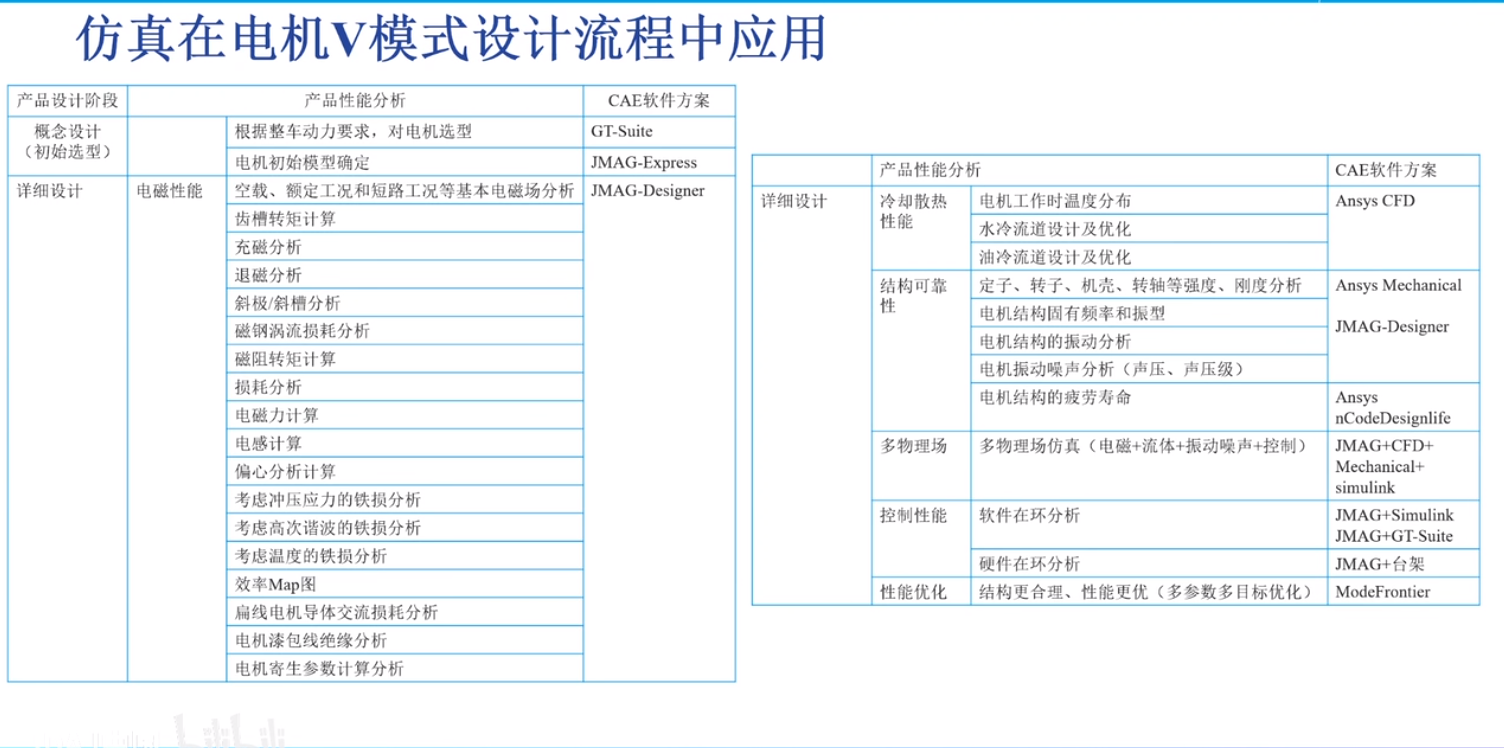 仿真在电机V模式设计流程中应用
产品设计阶段 产品性能分析 CAE软件方案
概念设计
（初始选型）
根据整车动力要求，对电机选型 GT-Suite
电机初始模型确定 JMAG-Express
详细设计 电磁性能 空载、额定工况和短路工况等基本电磁场分析 JMAG-Designer
齿槽转矩计算
充磁分析
退磁分析
斜极/斜槽分析
磁钢涡流损耗分析
磁阻转矩计算
损耗分析
电磁力计算
电感计算
偏心分析计算
考虑冲压应力的铁损分析
考虑高次谐波的铁损分析
考虑温度的铁损分析
效率Map图
扁线电机导体交流损耗分析
电机漆包线绝缘分析
电机寄生参数计算分析
产品性能分析 CAE软件方案
详细设计 冷却散热
性能
电机工作时温度分布 Ansys CFD
水冷流道设计及优化
油冷流道设计及优化
结构可靠
性
定子、转子、机壳、转轴等强度、刚度分析 Ansys Mechanical
电机结构固有频率和振型
JMAG-Designer
电机结构的振动分析
电机振动噪声分析（声压、声压级）
电机结构的疲劳寿命 Ansys
nCodeDesignlife
多物理场 多物理场仿真（电磁+流体+振动噪声+控制） JMAG+CFD+
Mechanical+
simulink
控制性能 软件在环分析 JMAG+Simulink
JMAG+GT-Suite
硬件在环分析 JMAG+台架
性能优化 结构更合理、性能更优（多参数多目标优化） ModeFrontier